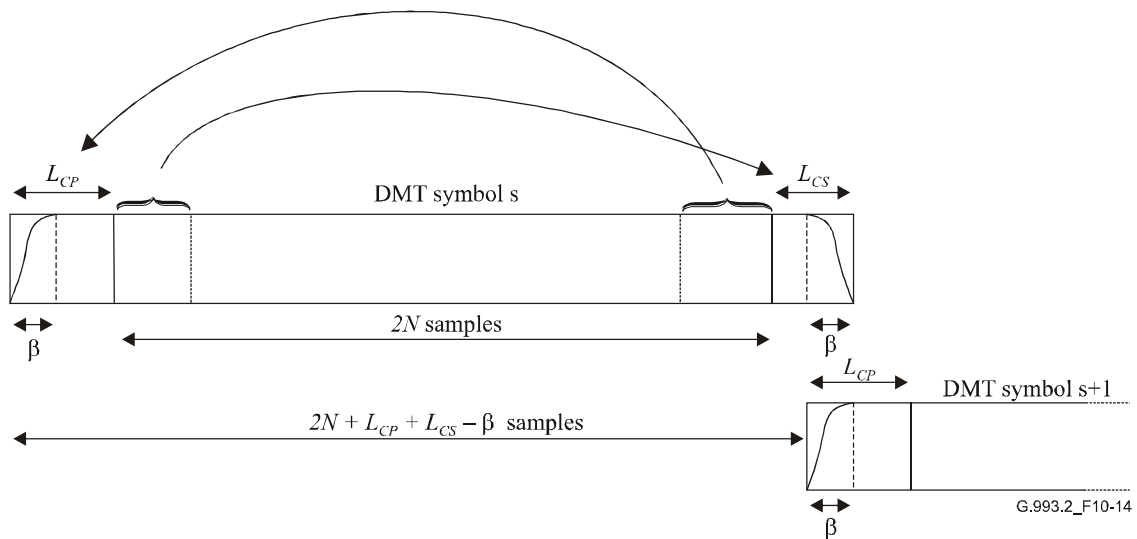 L_CP
DMT symbol s
L_CS
β
2N samples
β
L_CP
DMT symbol s+1
2N + L_CP + L_CS – β samples
β
G.993.2_F10-14